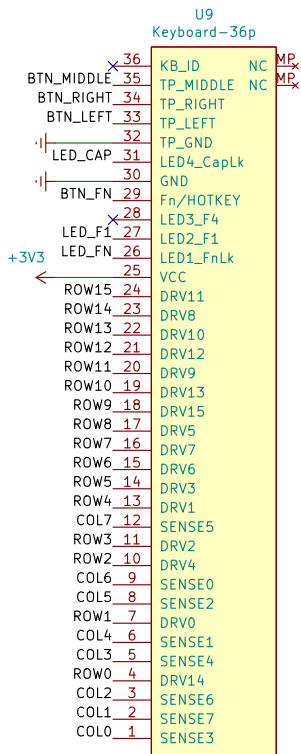 U9
Keyboard-36p
36 KB_ID NC MP
BTN_MIDDLE 35 TP_MIDDLE NC MP
BTN_RIGHT 34 TP_RIGHT
BTN_LEFT 33 TP_LEFT
32 TP_GND
LED_CAP 31 LED4_CapLk
30 GND
BTN_FN 29 Fn/HOTKEY
28 LED3_F4
LED_F1 27 LED2_F1
LED_FN 26 LED1_FnLk
+3V3 25 VCC
ROW15 24 DRV11
ROW14 23 DRV8
ROW13 22 DRV10
ROW12 21 DRV12
ROW11 20 DRV9
ROW10 19 DRV13
ROW9 18 DRV15
ROW8 17 DRV5
ROW7 16 DRV7
ROW6 15 DRV6
ROW5 14 DRV3
ROW4 13 DRV1
COL7 12 SENSE5
ROW3 11 DRV2
ROW2 10 DRV4
COL6 9 SENSE0
COL5 8 SENSE2
ROW1 7 DRV0
COL4 6 SENSE1
COL3 5 SENSE4
ROW0 4 DRV14
COL2 3 SENSE6
COL1 2 SENSE7
COL0 1 SENSE3